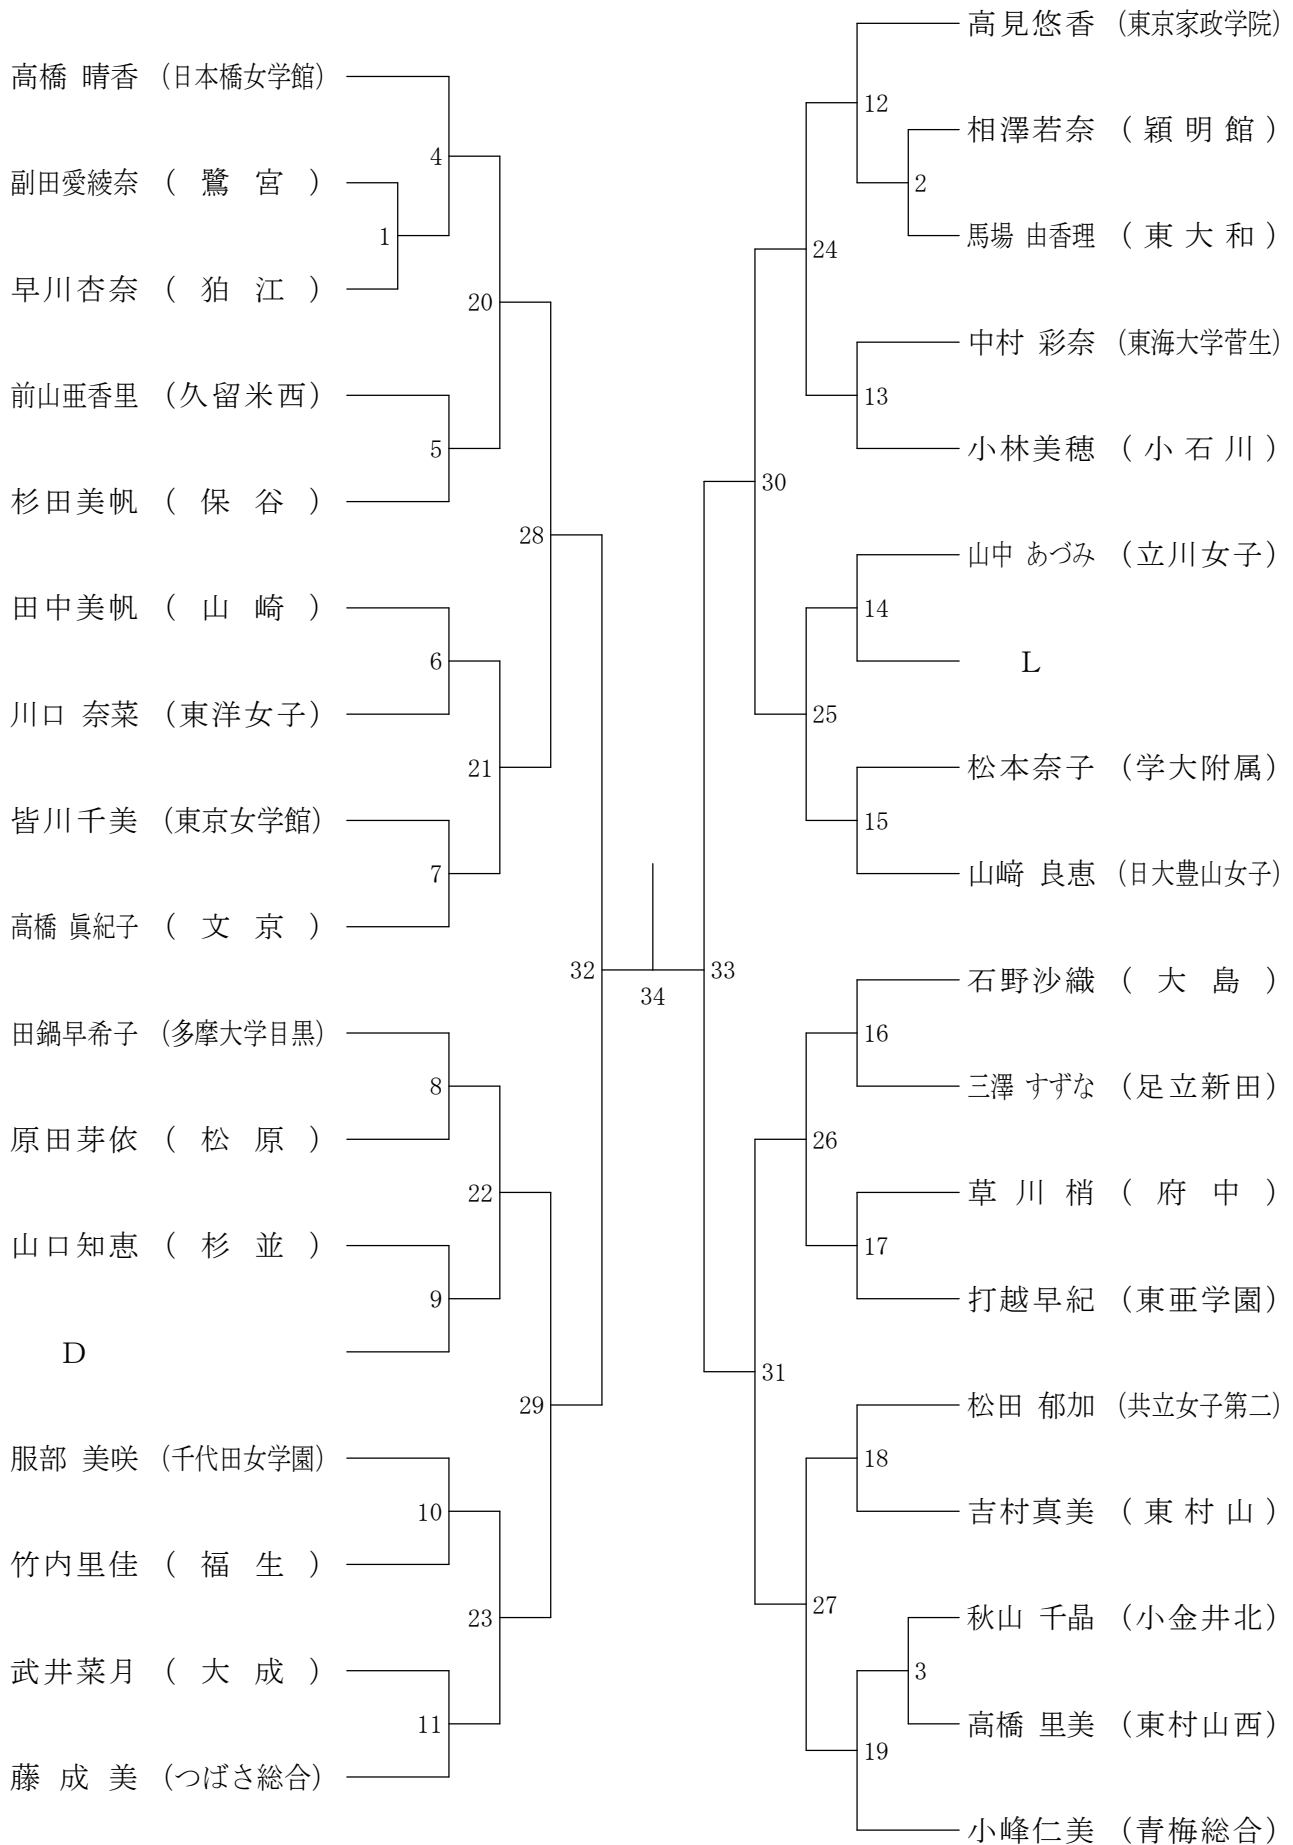 高橋 晴香 (日本橋女学館)
副田愛綾奈 ( 鷺 宮 )
早川杏奈 ( 狛 江 )
前山亜香里 (久留米西)
杉田美帆 ( 保 谷 )
田中美帆 ( 山 崎 )
川口 奈菜 (東洋女子)
皆川千美 (東京女学館)
高橋 眞紀子 ( 文 京 )
田鍋早希子 (多摩大学目黒)
原田芽依 ( 松 原 )
山口知恵 ( 杉 並 )
D
服部 美咲 (千代田女学園)
竹内里佳 ( 福 生 )
武井菜月 ( 大 成 )
藤 成 美 (つばさ総合)
1
4
5
6
7
8
9
10
11
20
21
22
23
28
29
32
34
33
30
31
24
25
26
27
12
13
14
15
16
17
18
19
2
3
高見悠香 (東京家政学院)
相澤若奈 ( 穎 明 館 )
馬場 由香理 ( 東 大 和 )
中村 彩奈 (東海大学菅生)
小林美穂 ( 小 石 川 )
山中 あづみ (立川女子)
L
松本奈子 (学大附属)
山﨑 良恵 (日大豊山女子)
石野沙織 ( 大 島 )
三澤 すずな (足立新田)
草 川 梢 ( 府 中 )
打越早紀 (東亜学園)
松田 郁加 (共立女子第二)
吉村真美 ( 東 村 山 )
秋山 千晶 (小金井北)
高橋 里美 (東村山西)
小峰仁美 (青梅総合)